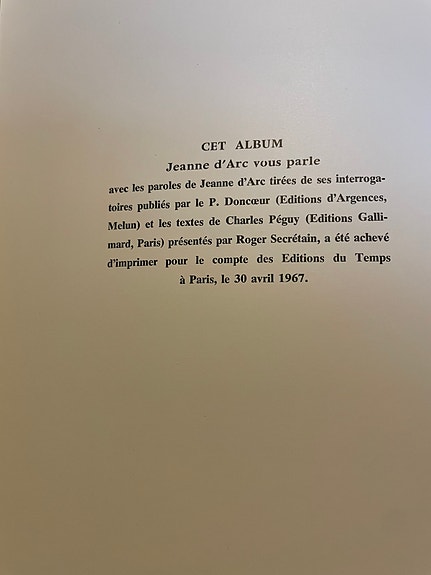 CET ALBUM
Jeanne d'Arc vous parle
avec les paroles de Jeanne d'Arc tirées de ses interroga-
toires publiés par le P. Doncœur (Editions d'Argences,
Melun) et les textes de Charles Péguy (Editions Galli-
mard, Paris) présentés par Roger Secrétain, a été achevé
d'imprimer pour le compte des Editions du Temps
à Paris, le 30 avril 1967.